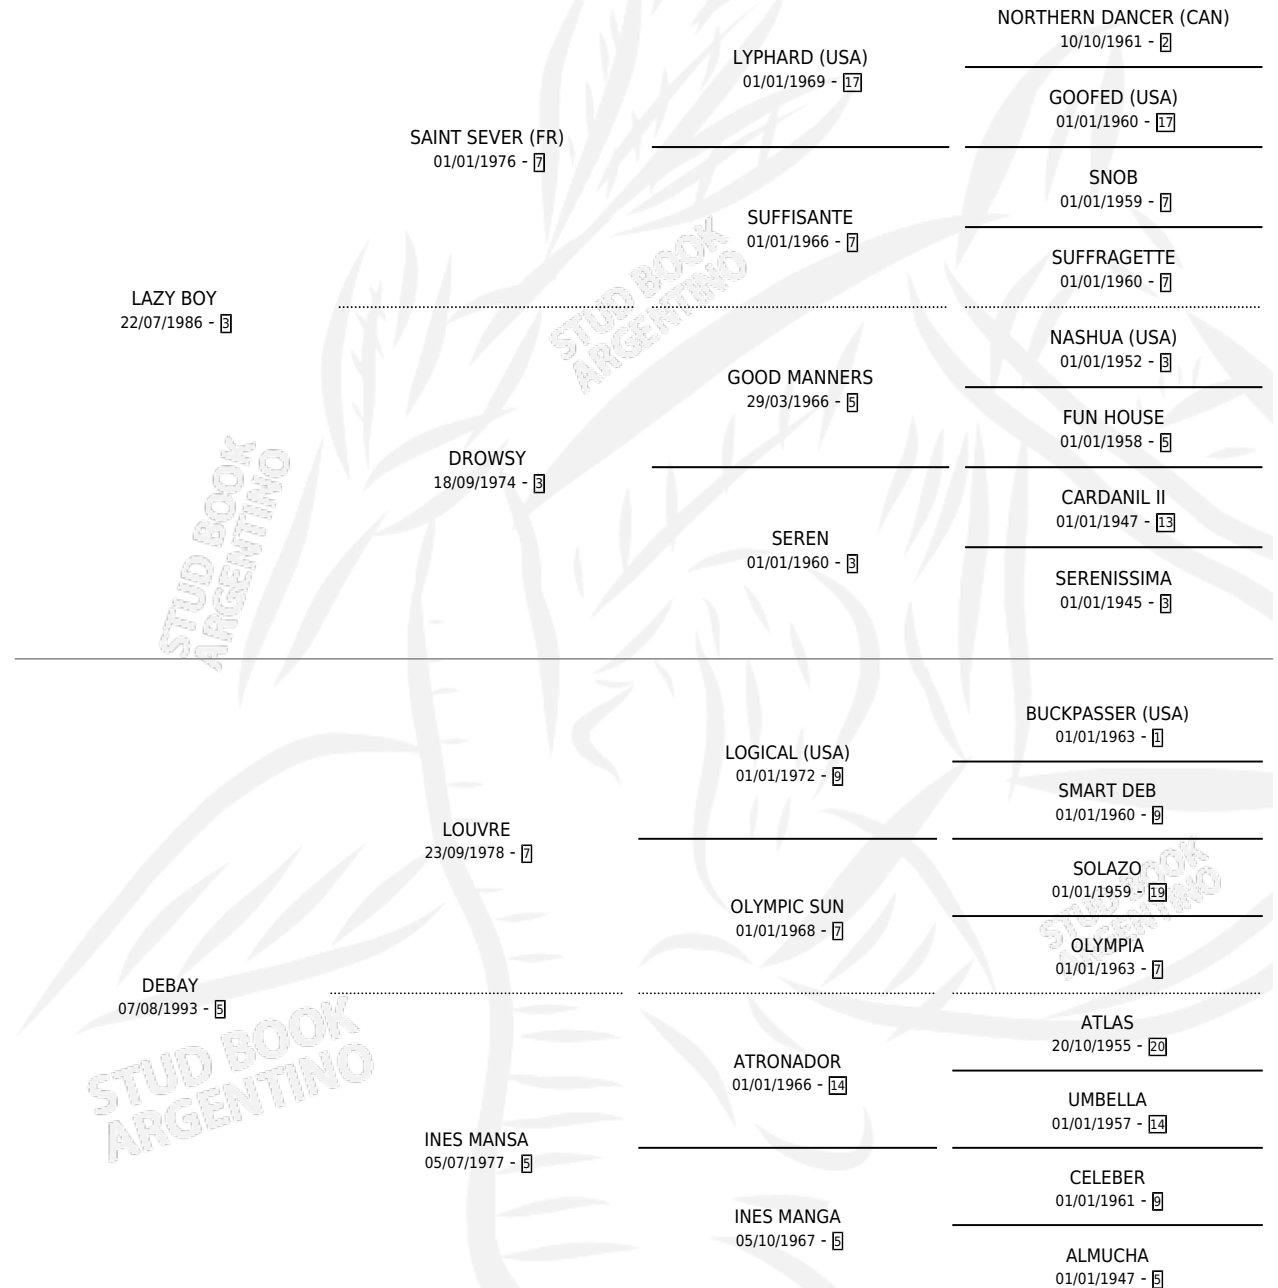 NORTHERN DANCER (CAN)
10/10/1961 - 2
LYPHARD (USA)
01/01/1969 - 17
GOOFED (USA)
01/01/1960 - 17
SAINT SEVER (FR)
01/01/1976 - 7
SNOB
01/01/1959 - 7
SUFFISANTE
01/01/1966 - 7
SUFFRAGETTE
01/01/1960 - 7
LAZY BOY
22/07/1986 - 3
NASHUA (USA)
01/01/1952 - 3
GOOD MANNERS
29/03/1966 - 5
FUN HOUSE
01/01/1958 - 5
DROWSY
18/09/1974 - 3
CARDANIL II
01/01/1947 - 13
SEREN
01/01/1960 - 3
SERENISSIMA
01/01/1945 - 3
STUD BOOK
ARGENTINO
STUD BOOK
ARGENTINO
BUCKPASSER (USA)
01/01/1963 - 1
LOGICAL (USA)
01/01/1972 - 9
SMART DEB
01/01/1960 - 9
LOUVRE
23/09/1978 - 7
SOLAZO
01/01/1959 - 19
OLYMPIC SUN
01/01/1968 - 7
OLYMPIA
01/01/1963 - 7
DEBAY
07/08/1993 - 5
ATLAS
20/10/1955 - 20
ATRONADOR
01/01/1966 - 14
UMBELLA
01/01/1957 - 14
INES MANSA
05/07/1977 - 5
CELEBER
01/01/1961 - 9
INES MANGA
05/10/1967 - 5
ALMUCHA
01/01/1947 - 5
STUD BOOK
ARGENTINO
STUD BOOK
ARGENTINO